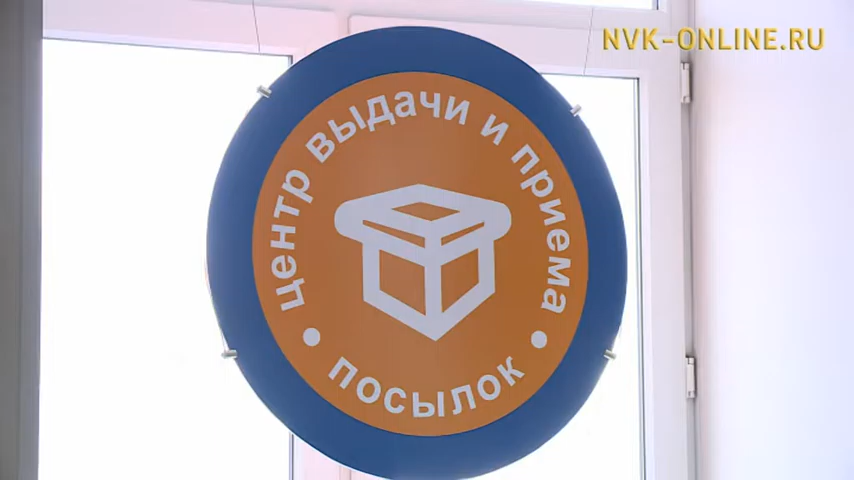 NVK-ONLINE.RU
центр выдачи и приема
посылок